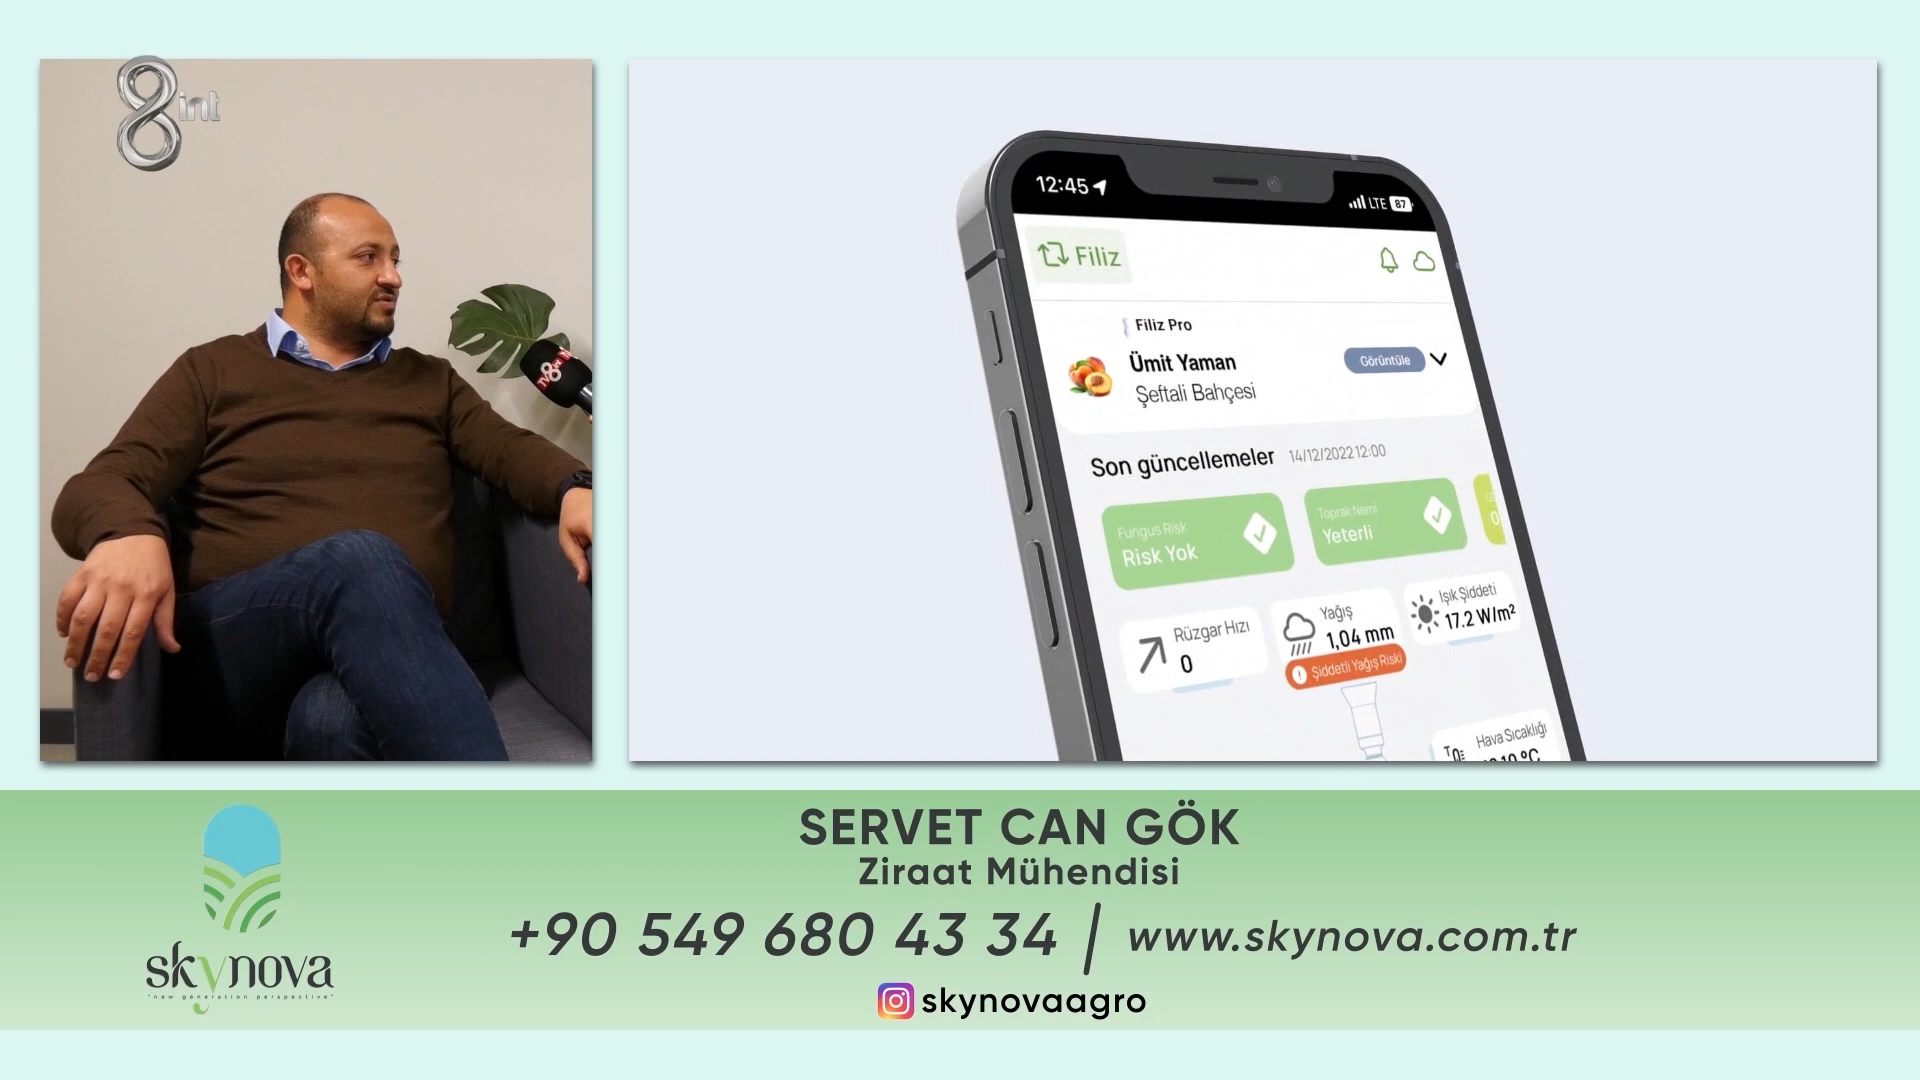 8int
TV8
12:45
LTE 87
Filiz
Filiz Pro
Ümit Yaman
Şeftali Bahçesi
Görüntüle
Son güncellemeler 14/12/2022 12:00
Fungus Risk
Risk Yok
Toprak Nemi
Yeterli
0
Rüzgar Hızı
0
Yağış
1,04 mm
Şiddetli Yağış Riski
Işık Şiddeti
17.2 W/m²
Hava Sıcaklığı
°C
SERVET CAN GÖK
Ziraat Mühendisi
+90 549 680 43 34 | www.skynova.com.tr
skynovaagro
skynova
"new generation perspective"